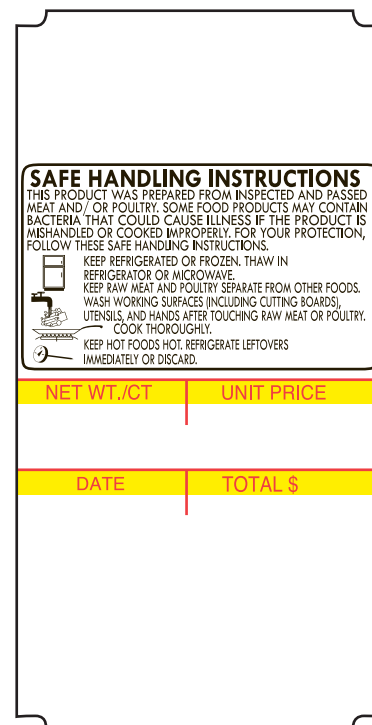 SAFE HANDLING INSTRUCTIONS
THIS PRODUCT WAS PREPARED FROM INSPECTED AND PASSED
MEAT AND/ OR POULTRY. SOME FOOD PRODUCTS MAY CONTAIN
BACTERIA THAT COULD CAUSE ILLNESS IF THE PRODUCT IS
MISHANDLED OR COOKED IMPROPERLY. FOR YOUR PROTECTION,
FOLLOW THESE SAFE HANDLING INSTRUCTIONS.
KEEP REFRIGERATED OR FROZEN. THAW IN
REFRIGERATOR OR MICROWAVE.
KEEP RAW MEAT AND POULTRY SEPARATE FROM OTHER FOODS.
WASH WORKING SURFACES (INCLUDING CUTTING BOARDS),
UTENSILS, AND HANDS AFTER TOUCHING RAW MEAT OR POULTRY.
COOK THOROUGHLY.
KEEP HOT FOODS HOT. REFRIGERATE LEFTOVERS
IMMEDIATELY OR DISCARD.
NET WT./CT UNIT PRICE
DATE TOTAL $